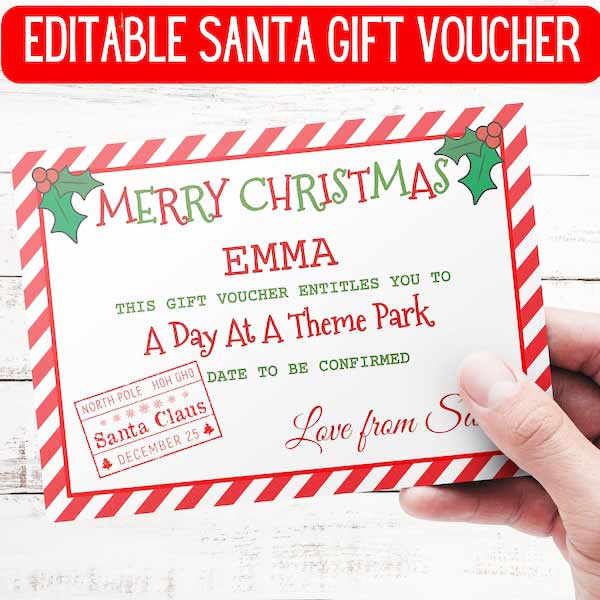 EDITABLE SANTA GIFT VOUCHER
MERRY CHRISTMAS
EMMA
THIS GIFT VOUCHER ENTITLES YOU TO
A Day At A Theme Park
DATE TO BE CONFIRMED
NORTH POLE HOH GHO
Santa Claus
DECEMBER 25
Love from